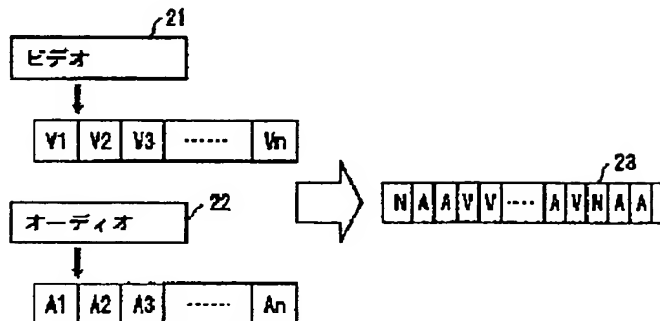 21
ビデオ
V1 V2 V3 ...... Vn
23
N A A V V .... A V N A A
22
オーディオ
A1 A2 A3 ...... An